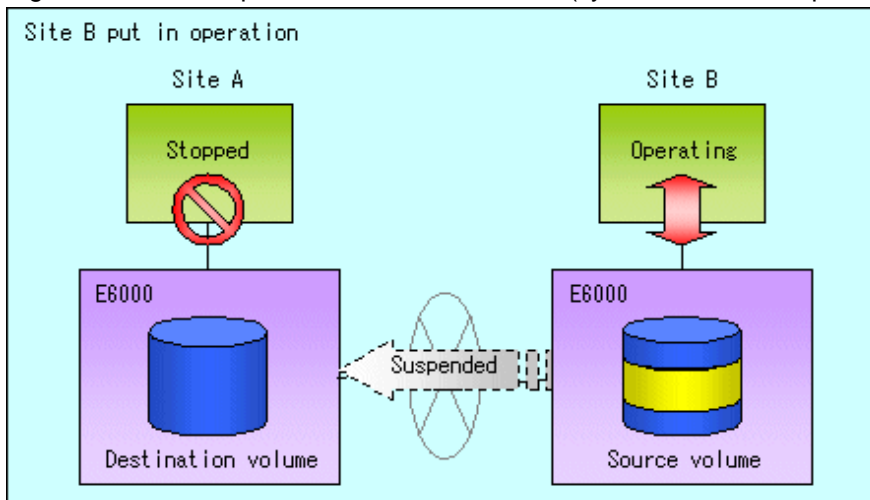 Site B put in operation
Site A
Site B
Stopped
Operating
E6000
E6000
Suspended
Destination volume
Source volume